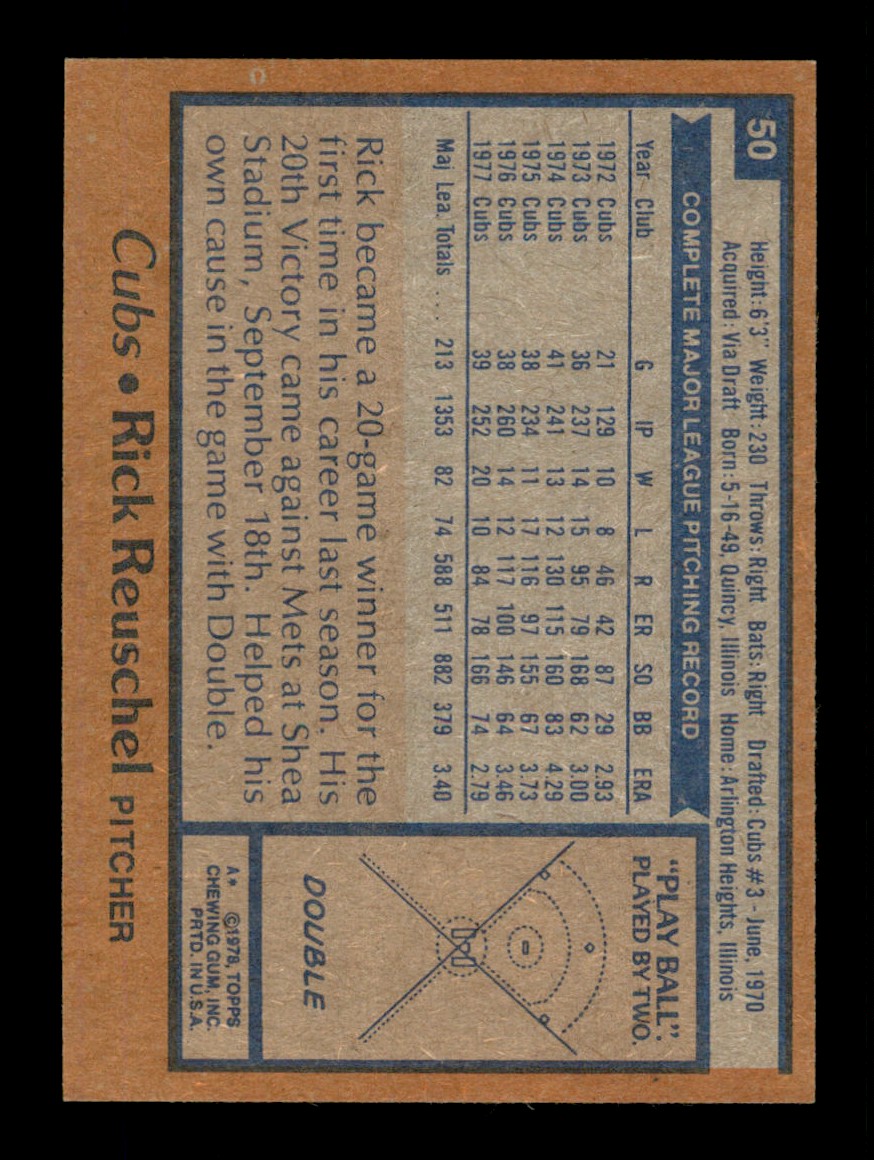 50
Height: 6'3" Weight: 230 Throws: Right Bats: Right Drafted: Cubs #3 - June, 1970
Acquired: Via Draft Born: 5-16-49, Quincy, Illinois Home: Arlington Heights, Illinois
COMPLETE MAJOR LEAGUE PITCHING RECORD
Year Club G IP W L R ER SO BB ERA
1972 Cubs 21 129 10 8 46 42 87 29 2.93
1973 Cubs 36 237 14 15 95 79 168 62 3.00
1974 Cubs 41 241 13 12 130 115 160 83 4.29
1975 Cubs 38 234 11 17 116 97 155 67 3.73
1976 Cubs 38 260 14 12 117 100 146 64 3.46
1977 Cubs 39 252 20 10 84 78 166 74 2.79
Maj Lea. Totals .... 213 1353 82 74 588 511 882 379 3.40
Rick became a 20-game winner for the
first time in his career last season. His
20th Victory came against Mets at Shea
Stadium, September 18th. Helped his
own cause in the game with Double.
"PLAY BALL"
PLAYED BY TWO.
DOUBLE
A* ©1978, TOPPS
CHEWING GUM, INC.
PRTD. IN U.S.A.
Cubs • Rick Reuschel PITCHER